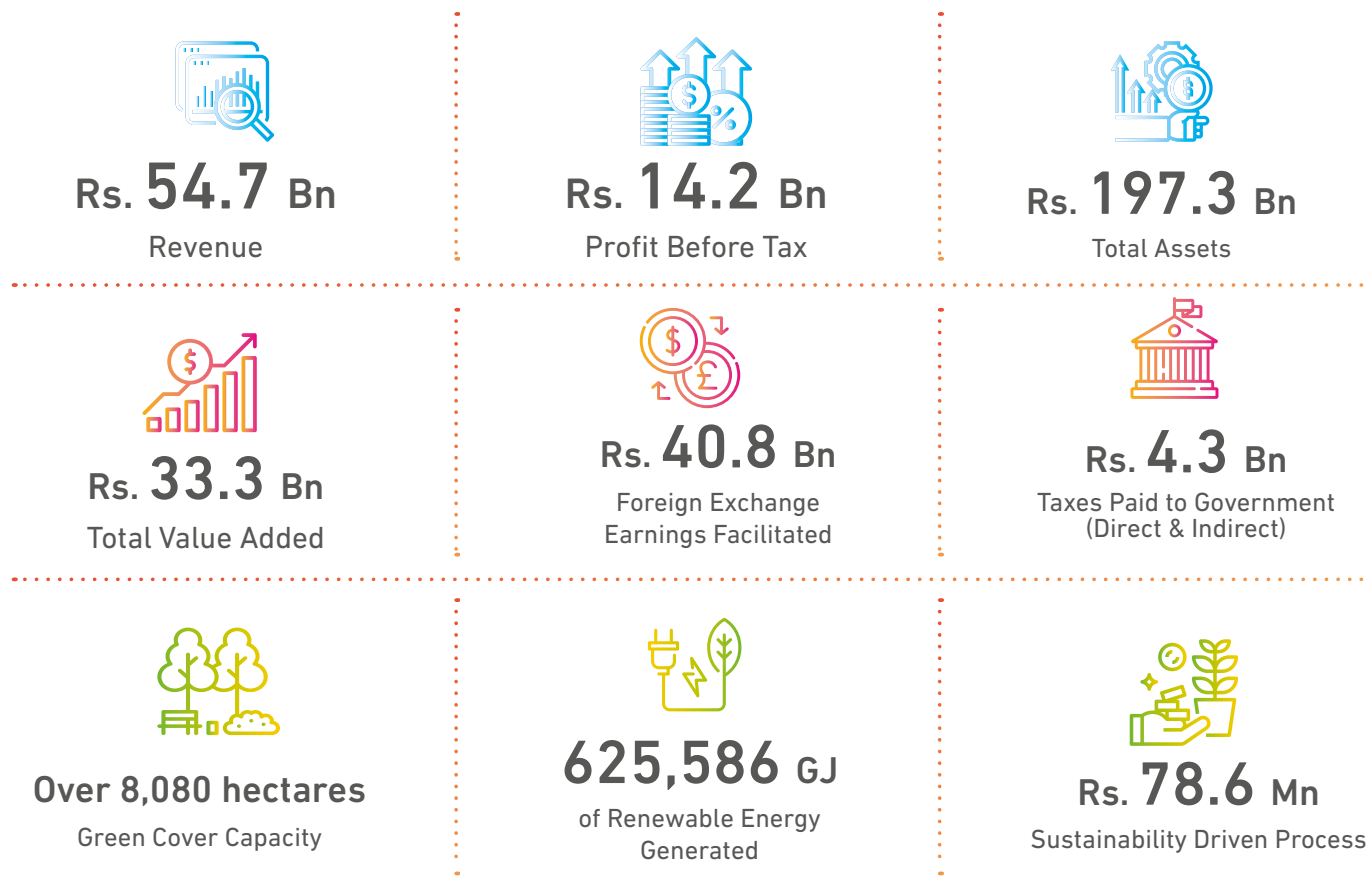 Rs. 54.7 Bn
Revenue
Rs. 14.2 Bn
Profit Before Tax
Rs. 197.3 Bn
Total Assets
Rs. 33.3 Bn
Total Value Added
Rs. 40.8 Bn
Foreign Exchange
Earnings Facilitated
Rs. 4.3 Bn
Taxes Paid to Government
(Direct & Indirect)
Over 8,080 hectares
Green Cover Capacity
625,586 GJ
of Renewable Energy
Generated
Rs. 78.6 Mn
Sustainability Driven Process